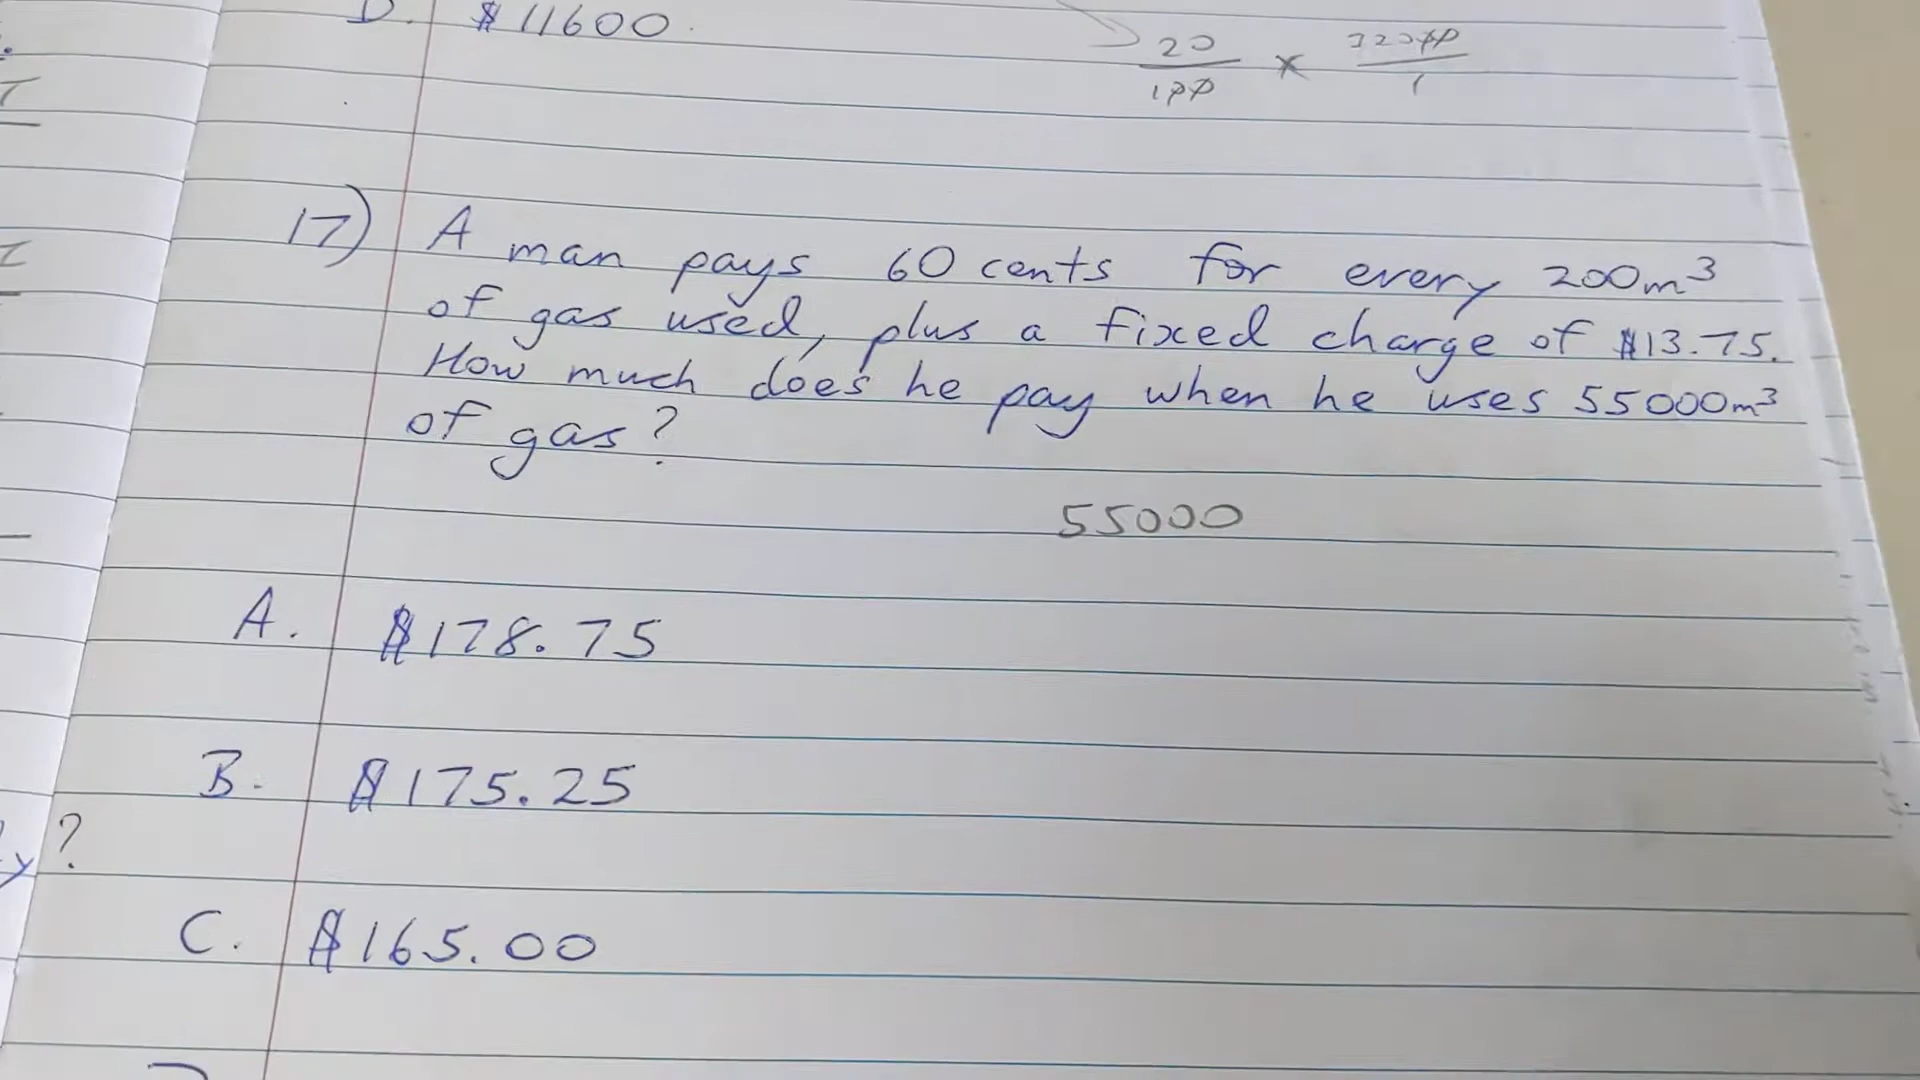 D. $11600.
20 × 32000
100 1
17) A man pays 60 cents for every 200m³
of gas used, plus a fixed charge of $13.75.
How much does he pay when he uses 55000m³
of gas?
55000
A. $178.75
B. $175.25
y?
C. $165.00